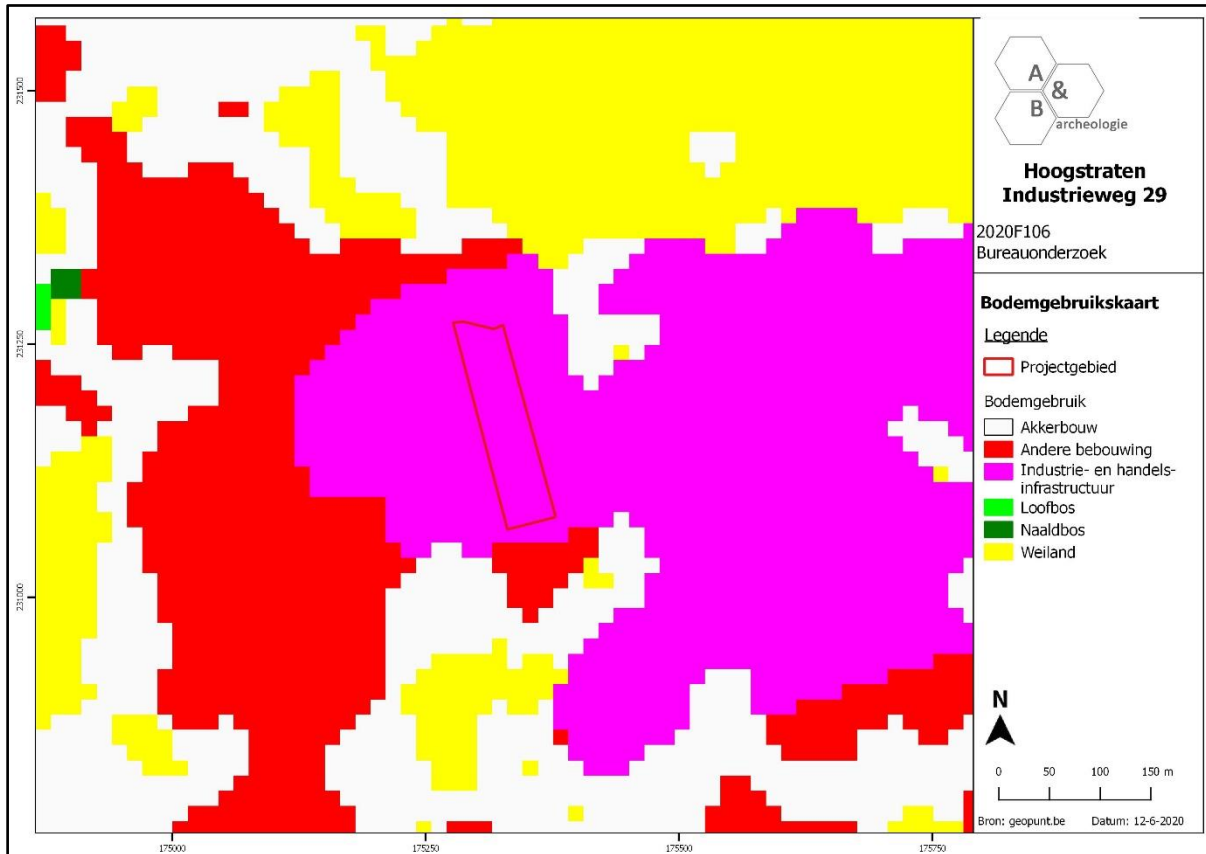 A
&
B
archeologie
Hoogstraten
Industrieweg 29
2020F106
Bureauonderzoek
Bodemgebruikskaart
Legende
Projectgebied
Bodemgebruik
Akkerbouw
Andere bebouwing
Industrie- en handels-
infrastructuur
Loofbos
Naaldbos
Weiland
N
0 50 100 150 m
Bron: geopunt.be Datum: 12-6-2020
231500
231250
231000
175000 175250 175500 175750